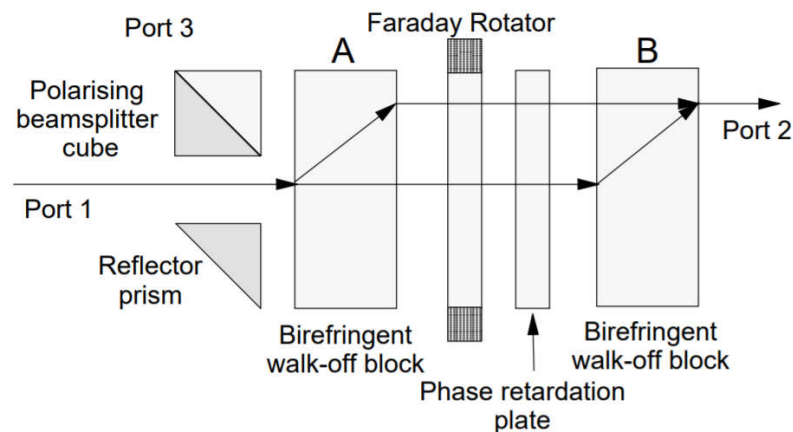 Port 3
A
Faraday Rotator
B
Polarising
beamsplitter
cube
Port 2
Port 1
Reflector
prism
Birefringent
walk-off block
Birefringent
walk-off block
Phase retardation
plate